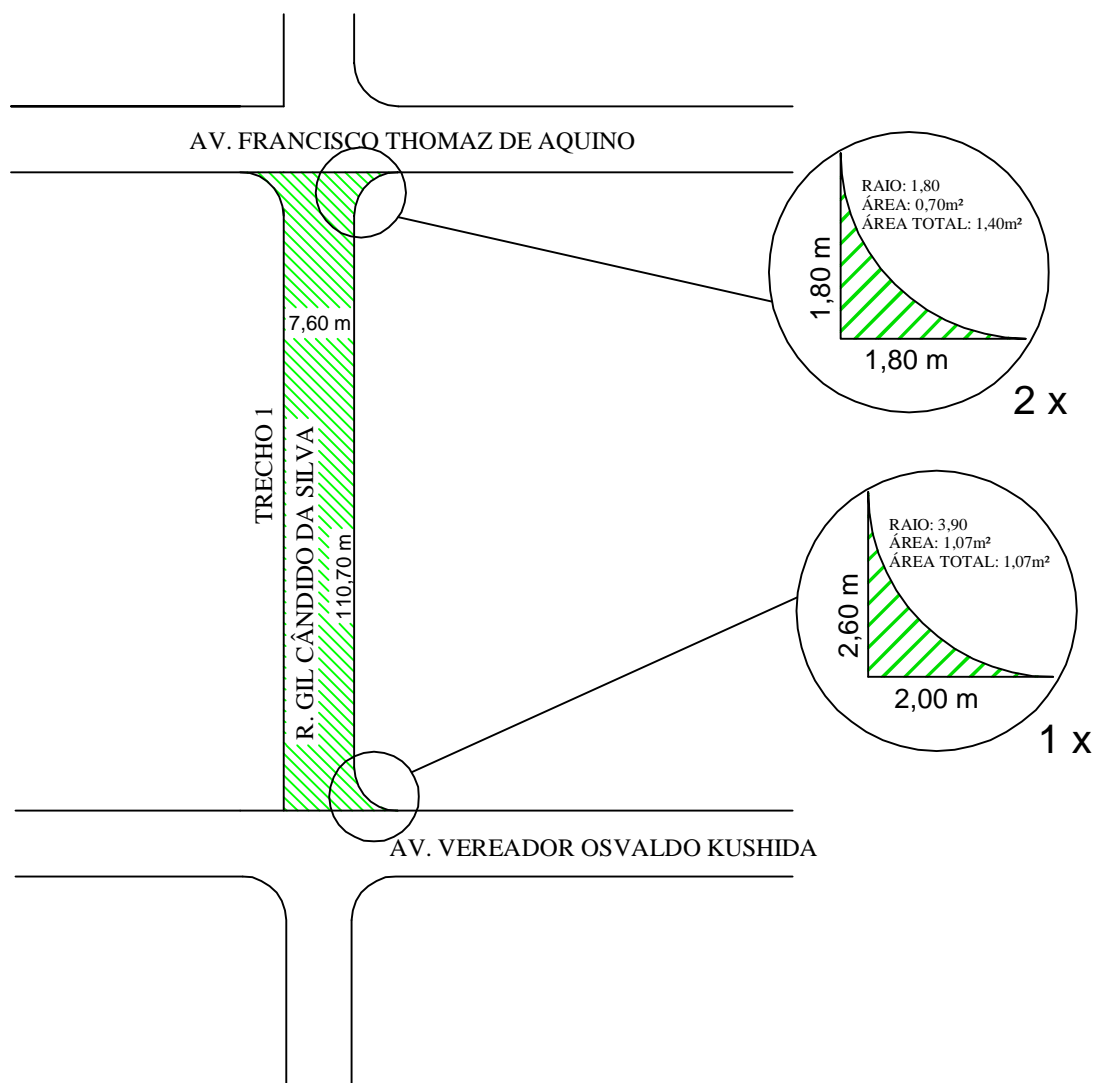 AV. FRANCISCO THOMAZ DE AQUINO
RAIO: 1,80
ÁREA: 0,70m²
ÁREA TOTAL: 1,40m²
1,80 m
1,80 m
2 x
7,60 m
TRECHO 1
R. GIL CÂNDIDO DA SILVA
110,70 m
RAIO: 3,90
ÁREA: 1,07m²
ÁREA TOTAL: 1,07m²
2,60 m
2,00 m
1 x
AV. VEREADOR OSVALDO KUSHIDA